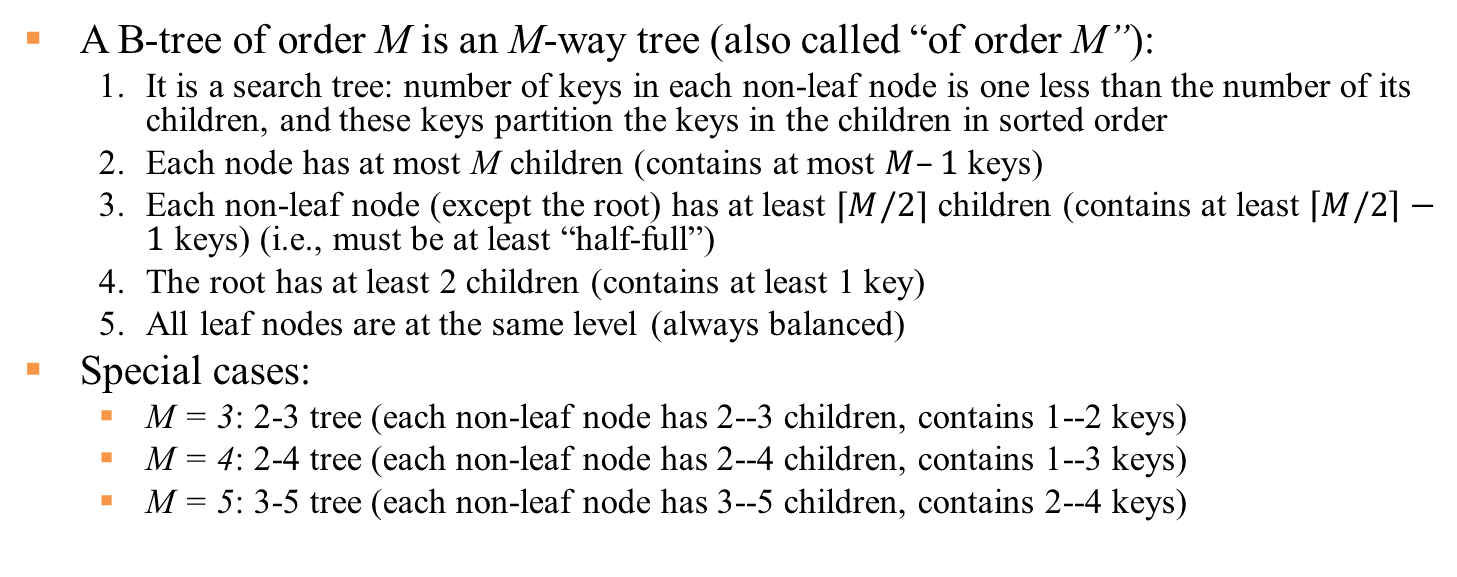 ▪ A B-tree of order M is an M-way tree (also called “of order M”):
1. It is a search tree: number of keys in each non-leaf node is one less than the number of its
children, and these keys partition the keys in the children in sorted order
2. Each node has at most M children (contains at most M– 1 keys)
3. Each non-leaf node (except the root) has at least ⌈M/2⌉ children (contains at least ⌈M/2⌉ −
1 keys) (i.e., must be at least “half-full”)
4. The root has at least 2 children (contains at least 1 key)
5. All leaf nodes are at the same level (always balanced)
▪ Special cases:
▪ M = 3: 2-3 tree (each non-leaf node has 2--3 children, contains 1--2 keys)
▪ M = 4: 2-4 tree (each non-leaf node has 2--4 children, contains 1--3 keys)
▪ M = 5: 3-5 tree (each non-leaf node has 3--5 children, contains 2--4 keys)